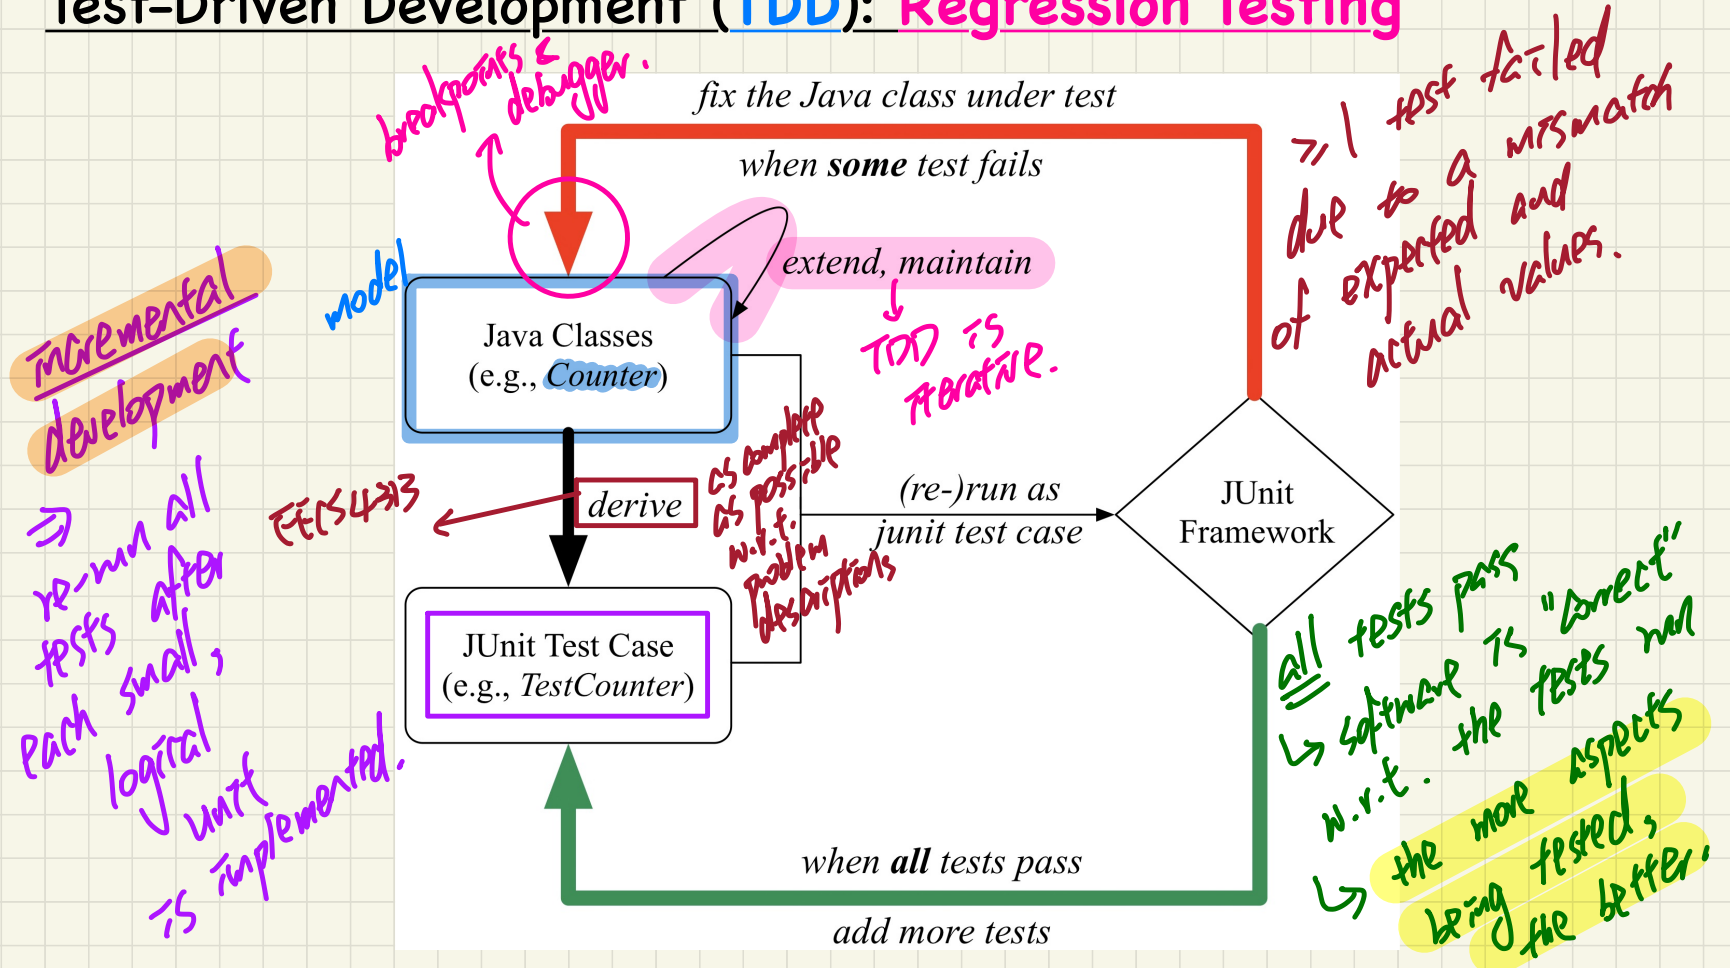 Test-Driven Development (TDD): Regression Testing
breakpoints &
debugger.
fix the Java class under test
when some test fails
≥ 1 test failed
due to a mismatch
of expected and
actual values.
extend, maintain
TDD is
iterative.
model
Java Classes
(e.g., Counter)
incremental
development
⇒ re-run all
tests after
each small,
logical
unit
is implemented.
EECS4313
derive
as complete
as possible
w.r.t.
problem
descriptions
(re-)run as
junit test case
JUnit
Framework
JUnit Test Case
(e.g., TestCounter)
all tests pass
↳ software is "correct"
w.r.t. the tests run
↳ the more aspects
being tested,
the better.
when all tests pass
add more tests